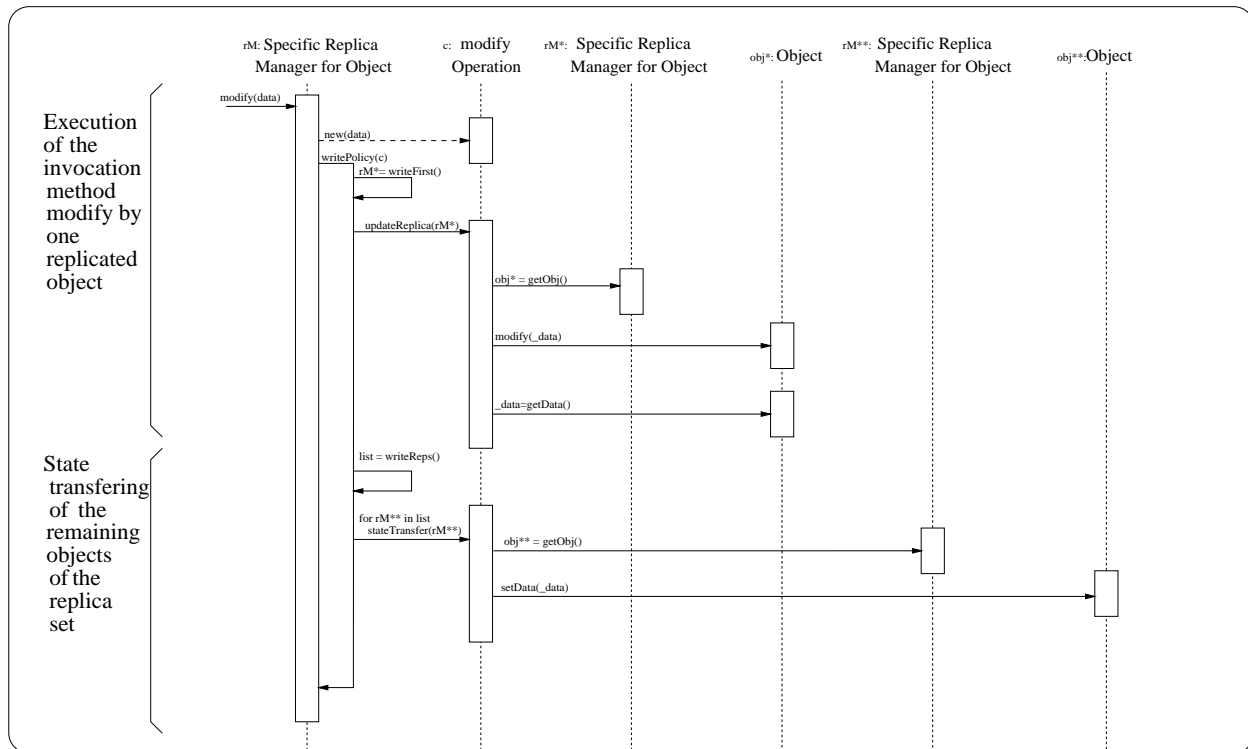 rM: Specific Replica
Manager for Object
c: modify
Operation
rM*: Specific Replica
Manager for Object
obj*: Object
rM**: Specific Replica
Manager for Object
obj**:Object
Execution
of the
invocation
method
modify by
one
replicated
object
modify(data)
new(data)
writePolicy(c)
rM*= writeFirst()
updateReplica(rM*)
obj* = getObj()
modify(_data)
_data=getData()
State
transfering
of the
remaining
objects
of the
replica
set
list = writeReps()
for rM** in list
stateTransfer(rM**)
obj** = getObj()
setData(_data)